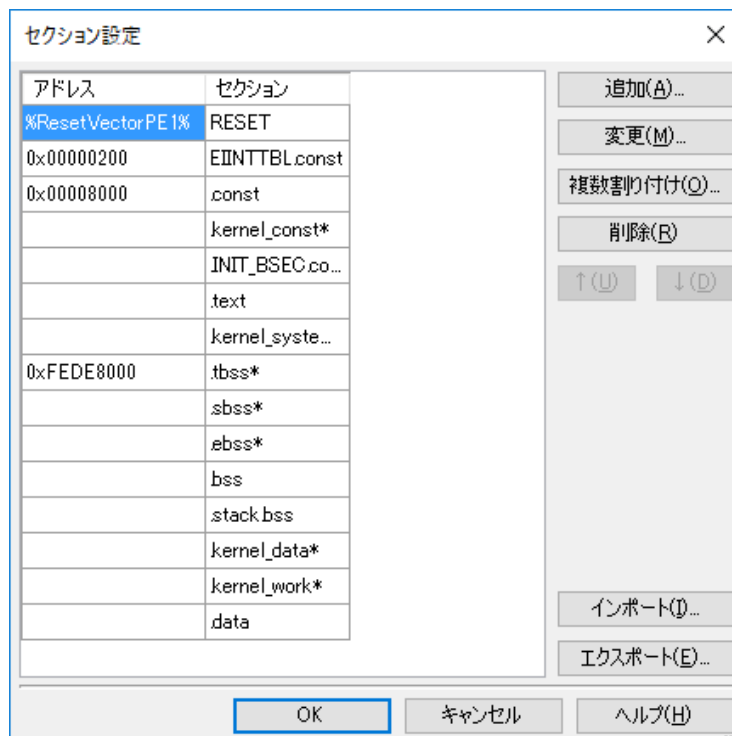 セクション設定
アドレス セクション
%ResetVectorPE1% RESET
0x00000200 EIINTTBL.const
0x00008000 .const
.kernel_const*
.INIT_BSEC.co...
.text
.kernel_syste...
0xFEDE8000 .tbss*
.sbss*
.ebss*
.bss
.stack.bss
.kernel_data*
.kernel_work*
.data
追加(A)...
変更(M)...
複数割り付け(O)...
削除(R)
↑(U) ↓(D)
インポート(I)...
エクスポート(E)...
OK キャンセル ヘルプ(H)